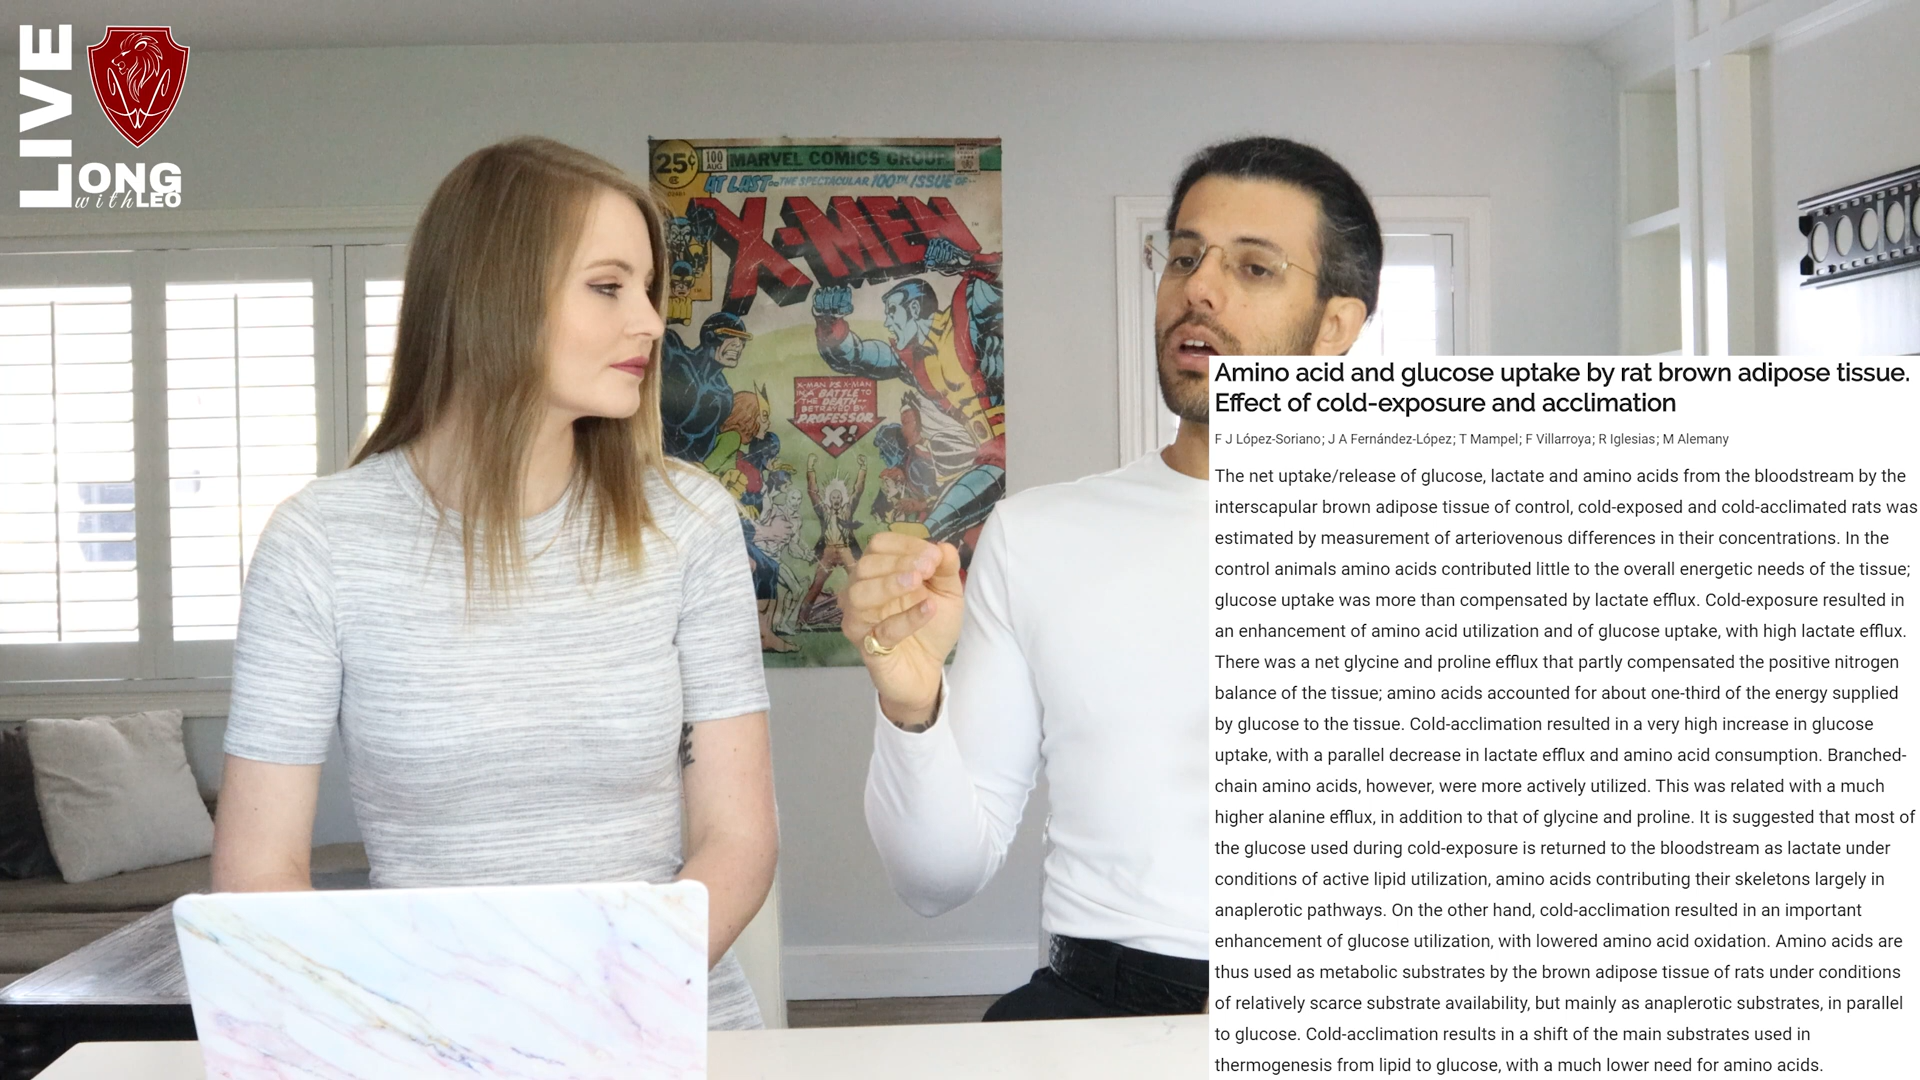 LIVE
LONG
with LEO
25¢
100
AUG
MARVEL COMICS GROUP
AT LAST--THE SPECTACULAR 100TH ISSUE OF--
X-MEN
X-MAN VS. X-MAN
IN A BATTLE TO
THE DEATH--
BETRAYED BY
PROFESSOR
X!
Amino acid and glucose uptake by rat brown adipose tissue.
Effect of cold-exposure and acclimation
F J López-Soriano; J A Fernández-López; T Mampel; F Villarroya; R Iglesias; M Alemany
The net uptake/release of glucose, lactate and amino acids from the bloodstream by the
interscapular brown adipose tissue of control, cold-exposed and cold-acclimated rats was
estimated by measurement of arteriovenous differences in their concentrations. In the
control animals amino acids contributed little to the overall energetic needs of the tissue;
glucose uptake was more than compensated by lactate efflux. Cold-exposure resulted in
an enhancement of amino acid utilization and of glucose uptake, with high lactate efflux.
There was a net glycine and proline efflux that partly compensated the positive nitrogen
balance of the tissue; amino acids accounted for about one-third of the energy supplied
by glucose to the tissue. Cold-acclimation resulted in a very high increase in glucose
uptake, with a parallel decrease in lactate efflux and amino acid consumption. Branched-
chain amino acids, however, were more actively utilized. This was related with a much
higher alanine efflux, in addition to that of glycine and proline. It is suggested that most of
the glucose used during cold-exposure is returned to the bloodstream as lactate under
conditions of active lipid utilization, amino acids contributing their skeletons largely in
anaplerotic pathways. On the other hand, cold-acclimation resulted in an important
enhancement of glucose utilization, with lowered amino acid oxidation. Amino acids are
thus used as metabolic substrates by the brown adipose tissue of rats under conditions
of relatively scarce substrate availability, but mainly as anaplerotic substrates, in parallel
to glucose. Cold-acclimation results in a shift of the main substrates used in
thermogenesis from lipid to glucose, with a much lower need for amino acids.